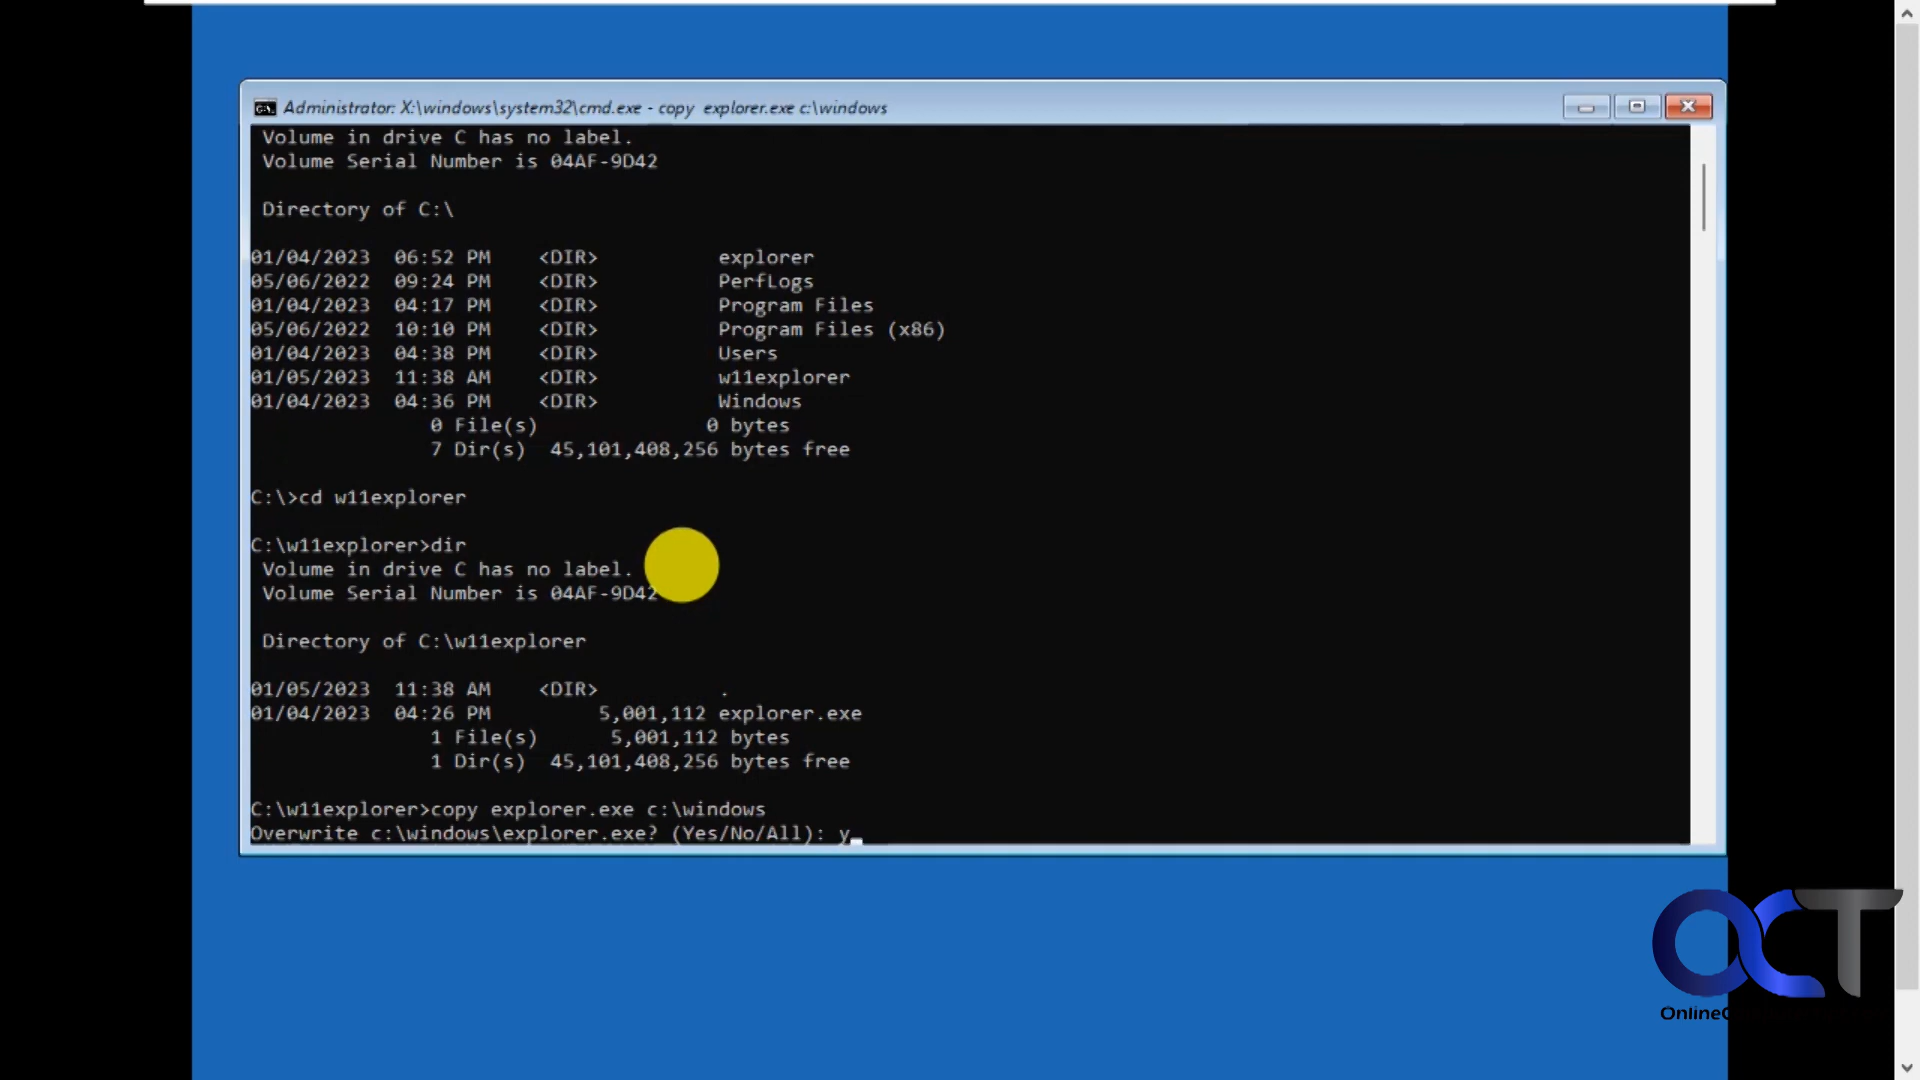 Administrator: X:\windows\system32\cmd.exe - copy explorer.exe c:\windows
Volume in drive C has no label.
Volume Serial Number is 04AF-9D42
Directory of C:\
01/04/2023 06:52 PM <DIR> explorer
05/06/2022 09:24 PM <DIR> PerfLogs
01/04/2023 04:17 PM <DIR> Program Files
05/06/2022 10:10 PM <DIR> Program Files (x86)
01/04/2023 04:38 PM <DIR> Users
01/05/2023 11:38 AM <DIR> w11explorer
01/04/2023 04:36 PM <DIR> Windows
0 File(s) 0 bytes
7 Dir(s) 45,101,408,256 bytes free
C:\>cd w11explorer
C:\w11explorer>dir
Volume in drive C has no label.
Volume Serial Number is 04AF-9D42
Directory of C:\w11explorer
01/05/2023 11:38 AM <DIR> .
01/04/2023 04:26 PM 5,001,112 explorer.exe
1 File(s) 5,001,112 bytes
1 Dir(s) 45,101,408,256 bytes free
C:\w11explorer>copy explorer.exe c:\windows
Overwrite c:\windows\explorer.exe? (Yes/No/All): y
OCT